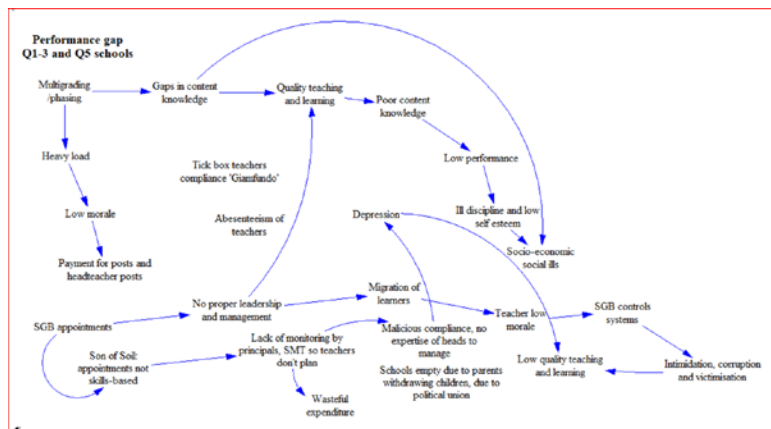 Performance gap
Q1-3 and Q5 schools
Multigrading
/phasing
Gaps in content
knowledge
Quality teaching
and learning
Poor content
knowledge
Heavy load
Tick box teachers
compliance 'Giamfundo'
Low performance
Low morale
Abesenteerism of
teachers
Depression
Ill discipline and low
self esteem
Payment for posts and
headteacher posts
Socio-economic
social ills
SGB appointments
No proper leadership
and management
Migration of
learners
Teacher low
morale
SGB controls
systems
Son of Soil:
appointments not
skills-based
Lack of monitoring by
principals, SMT so teachers
don't plan
Malicious compliance, no
expertise of heads to
manage
Low quality teaching
and learning
Intimidation, corruption
and victimisation
Schools empty due to parents
withdrawing children, due to
political union
Wasteful
expenditure